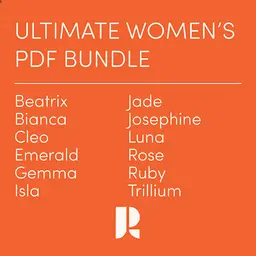 ULTIMATE WOMEN'S
PDF BUNDLE
Beatrix
Bianca
Cleo
Emerald
Gemma
Isla
Jade
Josephine
Luna
Rose
Ruby
Trillium
R